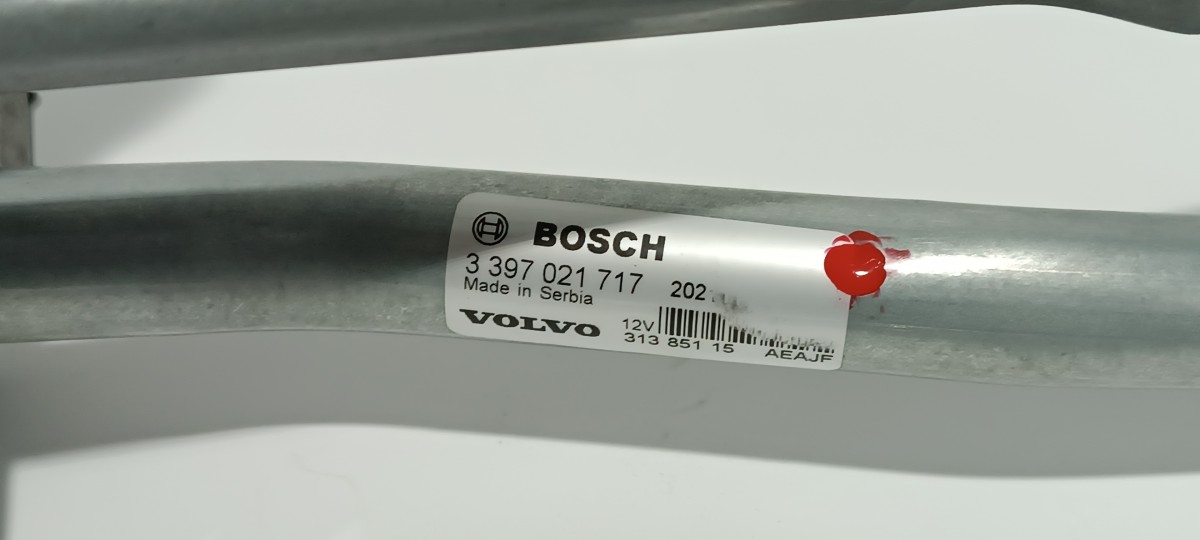 BOSCH
3 397 021 717
Made in Serbia
VOLVO
12V
313 851 15 AEAJF